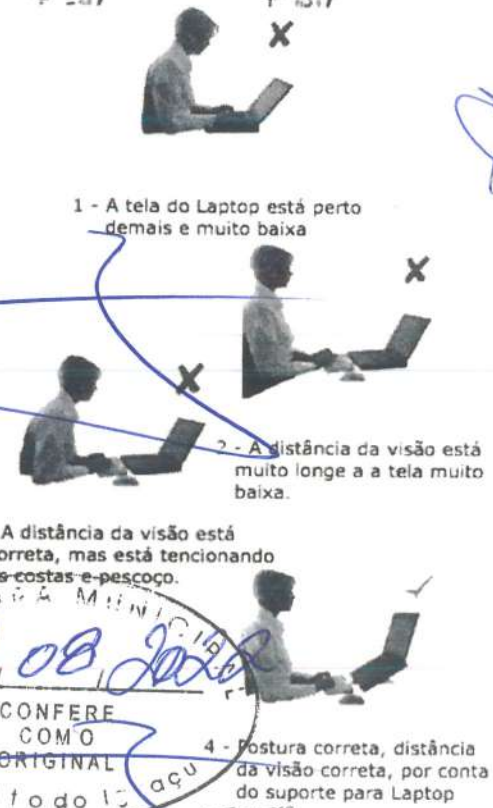 1 - A tela do Laptop está perto
demais e muito baixa
2 - A distância da visão está
muito longe a a tela muito
baixa.
A distância da visão está
orreta, mas está tencionando
s costas e pescoço.
08
CONFERE
COM O
ORIGINAL
4 - Postura correta, distância
da visão correta, por conta
do suporte para Laptop